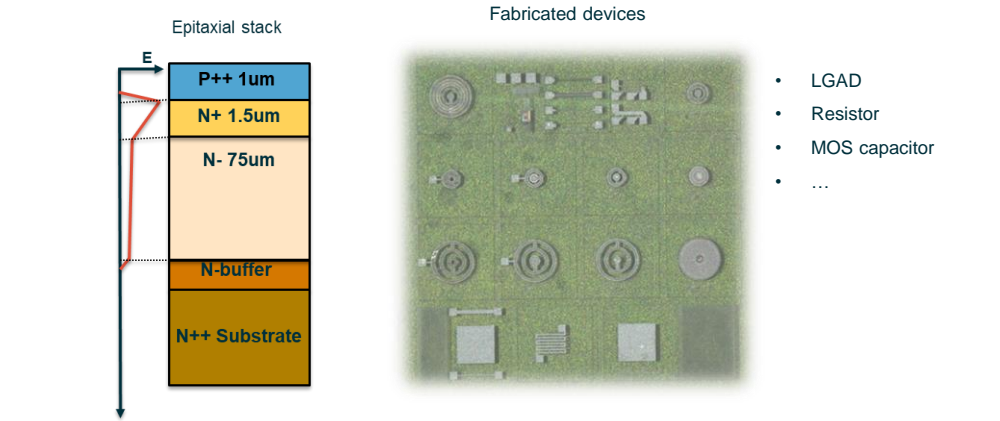 Epitaxial stack
E
P++ 1um
N+ 1.5um
N- 75um
N-buffer
N++ Substrate
Fabricated devices
• LGAD
• Resistor
• MOS capacitor
• …